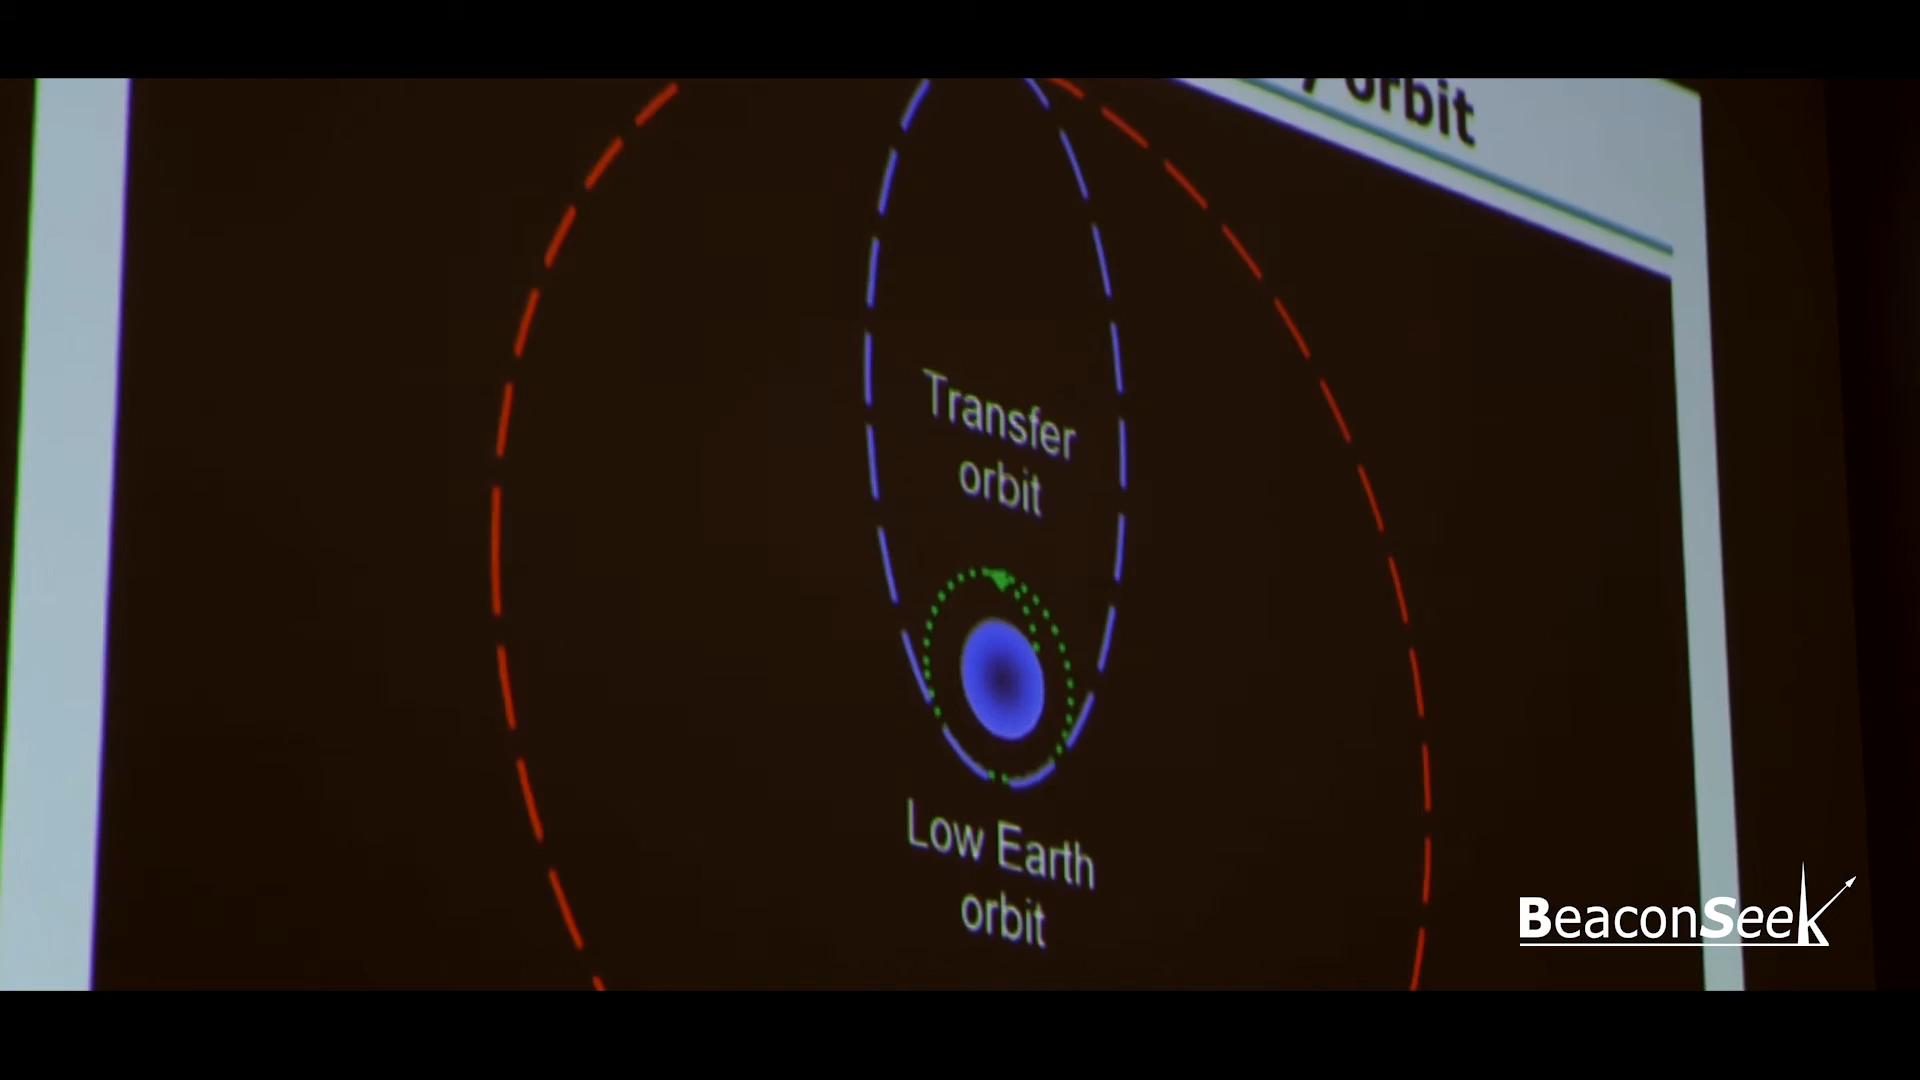 orbit
Transfer
orbit
Low Earth
orbit
BeaconSeek